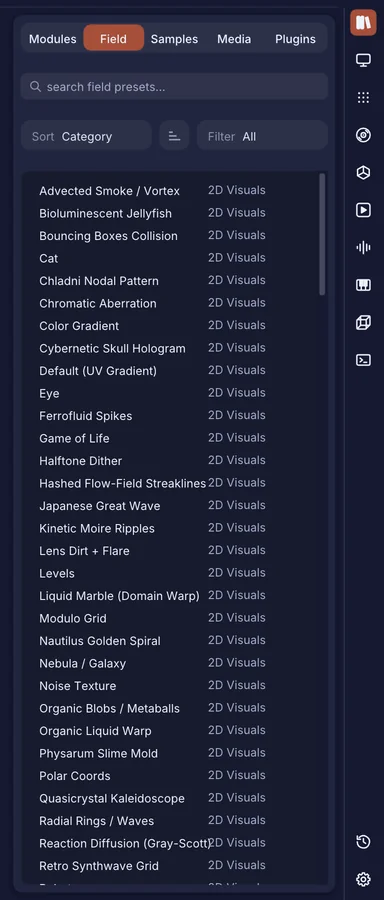 Modules Field Samples Media Plugins
search field presets...
Sort Category Filter All
Advected Smoke / Vortex 2D Visuals
Bioluminescent Jellyfish 2D Visuals
Bouncing Boxes Collision 2D Visuals
Cat 2D Visuals
Chladni Nodal Pattern 2D Visuals
Chromatic Aberration 2D Visuals
Color Gradient 2D Visuals
Cybernetic Skull Hologram 2D Visuals
Default (UV Gradient) 2D Visuals
Eye 2D Visuals
Ferrofluid Spikes 2D Visuals
Game of Life 2D Visuals
Halftone Dither 2D Visuals
Hashed Flow-Field Streaklines 2D Visuals
Japanese Great Wave 2D Visuals
Kinetic Moire Ripples 2D Visuals
Lens Dirt + Flare 2D Visuals
Levels 2D Visuals
Liquid Marble (Domain Warp) 2D Visuals
Modulo Grid 2D Visuals
Nautilus Golden Spiral 2D Visuals
Nebula / Galaxy 2D Visuals
Noise Texture 2D Visuals
Organic Blobs / Metaballs 2D Visuals
Organic Liquid Warp 2D Visuals
Physarum Slime Mold 2D Visuals
Polar Coords 2D Visuals
Quasicrystal Kaleidoscope 2D Visuals
Radial Rings / Waves 2D Visuals
Reaction Diffusion (Gray-Scott) 2D Visuals
Retro Synthwave Grid 2D Visuals